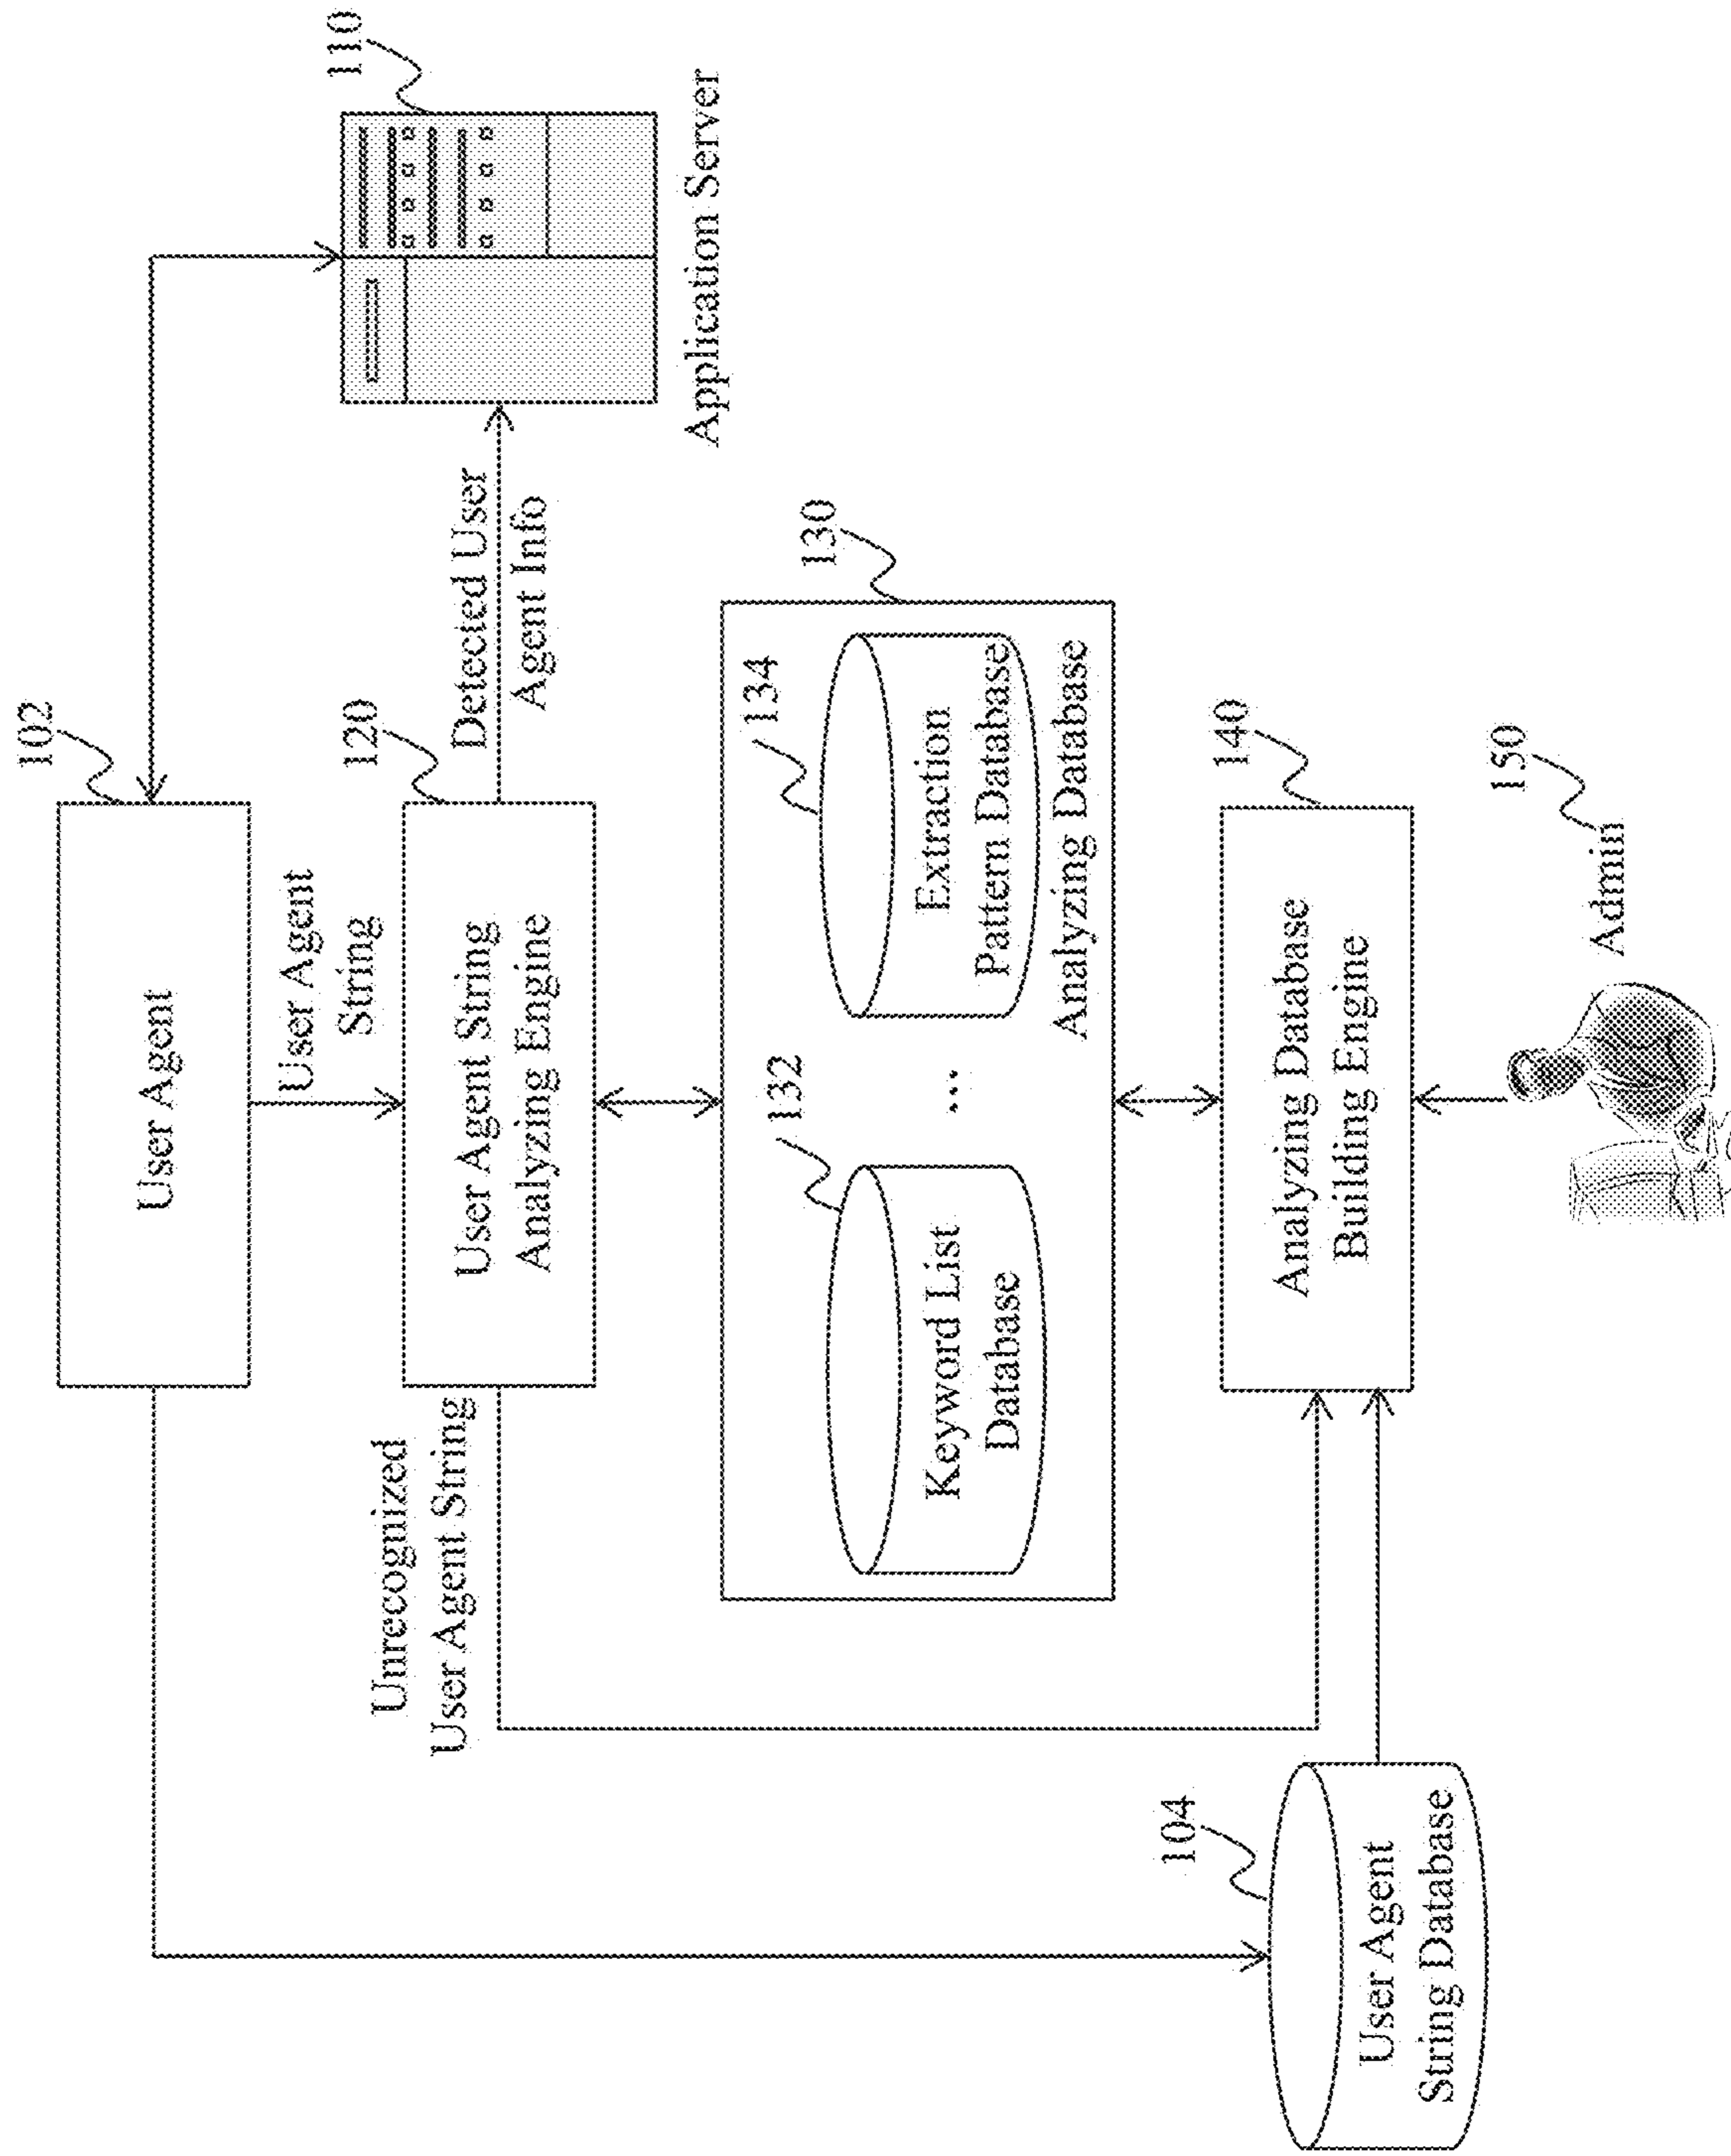 102
User Agent
110
User Agent
String
120
User Agent String
Analyzing Engine
Detected User
Agent Info
Application Server
Unrecognized
User Agent String
130
132
Keyword List
Database
...
134
Extraction
Pattern Database
Analyzing Database
140
Analyzing Database
Building Engine
104
User Agent
String Database
150
Admin